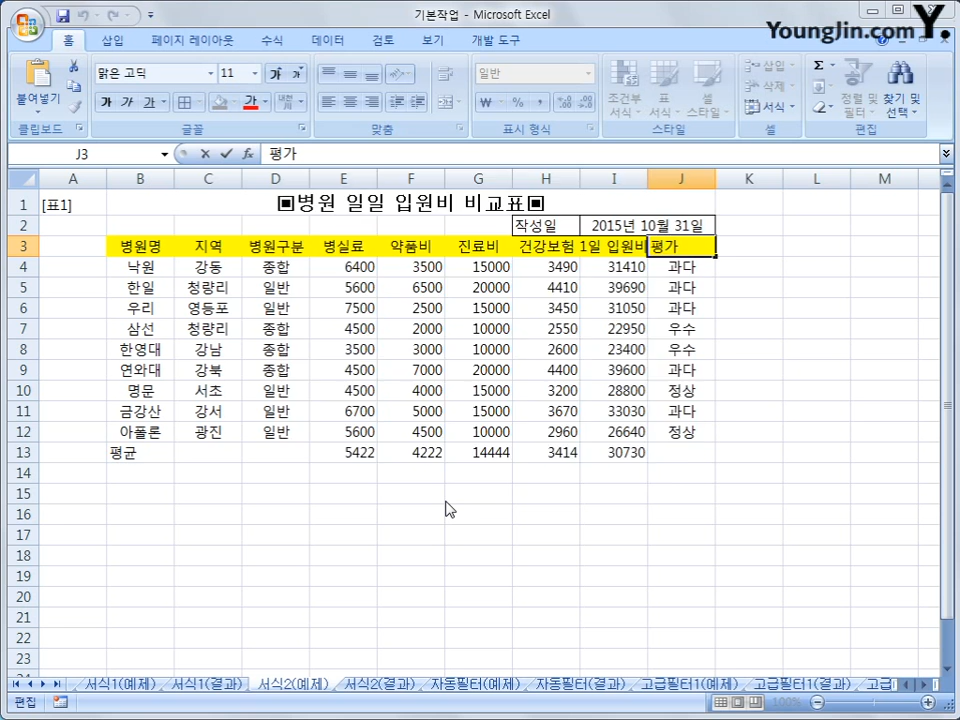 기본작업 - Microsoft Excel
YoungJin.com Y.
홈 삽입 페이지 레이아웃 수식 데이터 검토 보기 개발 도구
붙여넣기 맑은 고딕 11 가 가 가 일반 조건부 서식 표 서식 셀 스타일 삽입 삭제 서식 정렬 및 필터 찾기 및 선택
클립보드 글꼴 맞춤 표시 형식 스타일 셀 편집
J3 fx 평가
A B C D E F G H I J K L M
1 [표1] ▣병원 일일 입원비 비교표▣
2 작성일 2015년 10월 31일
3 병원명 지역 병원구분 병실료 약품비 진료비 건강보험 1일 입원비 평가
4 낙원 강동 종합 6400 3500 15000 3490 31410 과다
5 한일 청량리 일반 5600 6500 20000 4410 39690 과다
6 우리 영등포 일반 7500 2500 15000 3450 31050 과다
7 삼선 청량리 종합 4500 2000 10000 2550 22950 우수
8 한영대 강남 종합 3500 3000 10000 2600 23400 우수
9 연와대 강북 종합 4500 7000 20000 4400 39600 과다
10 명문 서초 일반 4500 4000 15000 3200 28800 정상
11 금강산 강서 일반 6700 5000 15000 3670 33030 과다
12 아폴론 광진 일반 5600 4500 10000 2960 26640 정상
13 평균 5422 4222 14444 3414 30730
14
15
16
17
18
19
20
21
22
23
서식1(예제) 서식1(결과) 서식2(예제) 서식2(결과) 자동필터(예제) 자동필터(결과) 고급필터1(예제) 고급필터1(결과) 고급
편집 100%